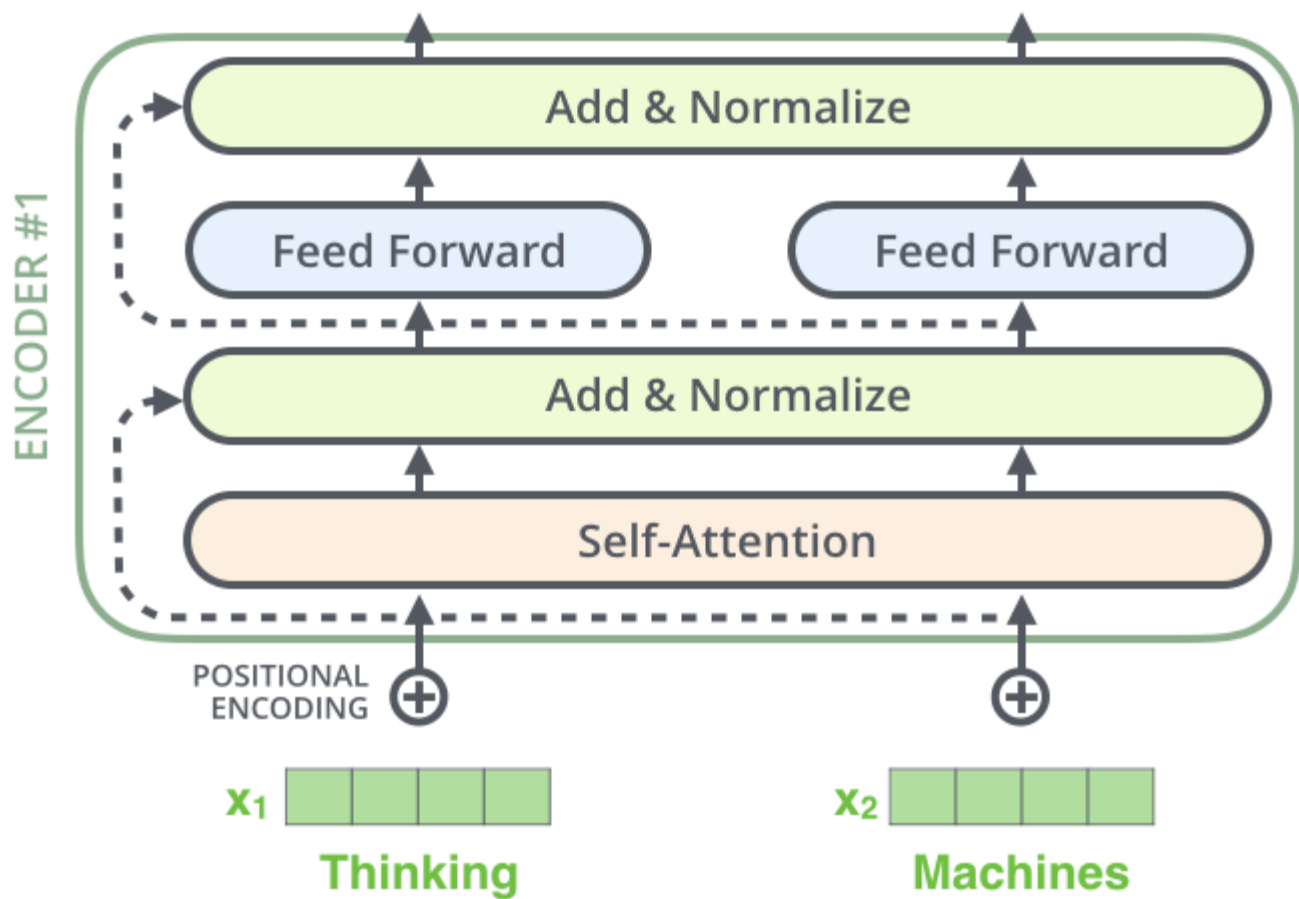 ENCODER #1
Add & Normalize
Feed Forward
Feed Forward
Add & Normalize
Self-Attention
POSITIONAL
ENCODING
x₁
x₂
Thinking
Machines